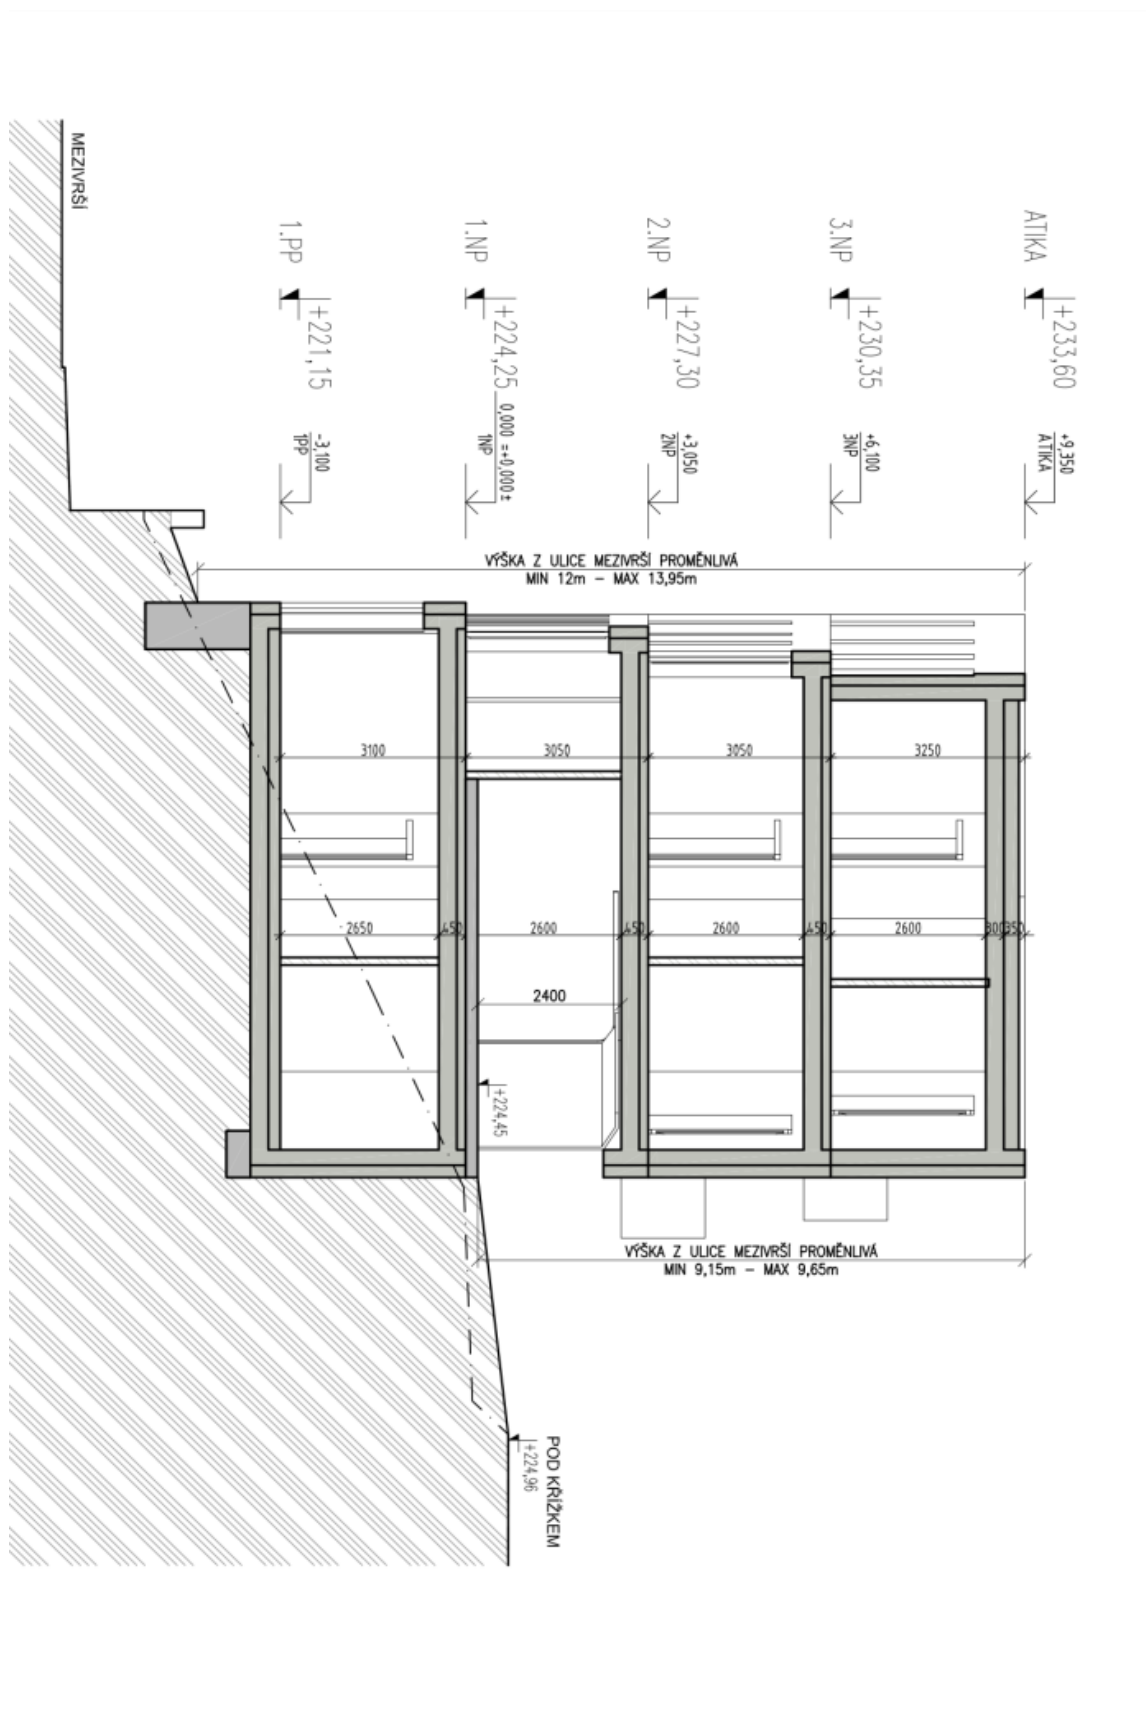 MEZIVRŠÍ
ATIKA
+233,60
+9,350
ATIKA
3.NP
+230,35
+6,100
3NP
2.NP
+227,30
+3,050
2NP
1.NP
+224,25
0,000 =+0,000±
1NP
1.PP
+221,15
-3,100
1PP
VÝŠKA Z ULICE MEZIVRŠÍ PROMĚNLIVÁ
MIN 12m – MAX 13,95m
3100
3050
3050
3250
2650
450
2600
450
2600
450
2600
300
350
2400
+224,45
VÝŠKA Z ULICE MEZIVRŠÍ PROMĚNLIVÁ
MIN 9,15m – MAX 9,65m
POD KŘÍŽKEM
+224,96